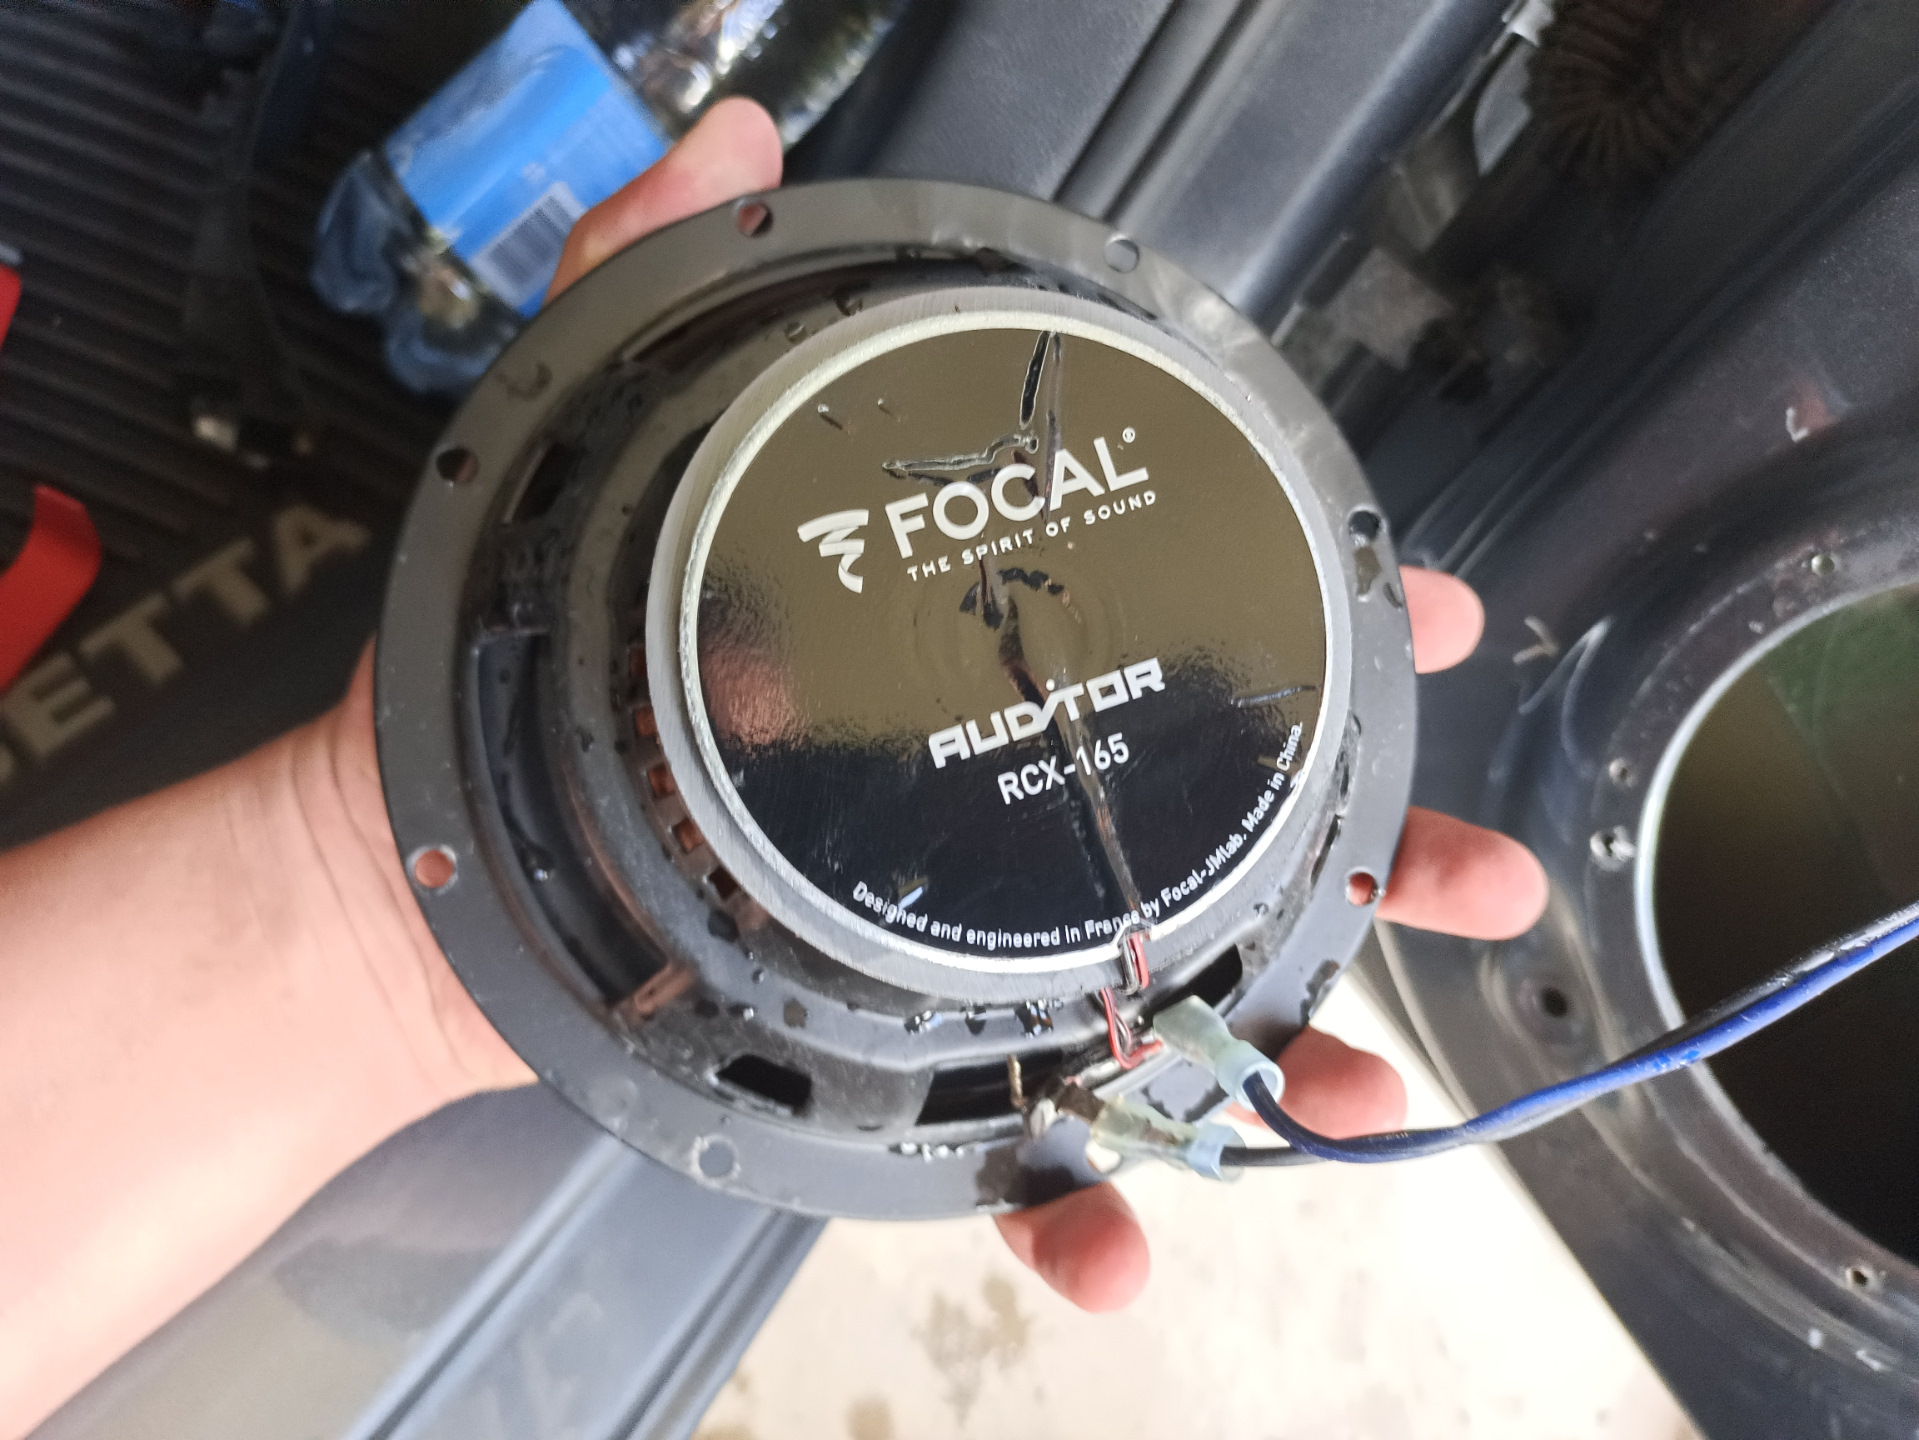 FOCAL®
THE SPIRIT OF SOUND
AUDITOR
RCX-165
Designed and engineered in France by Focal-JMlab. Made in China.
ETTA